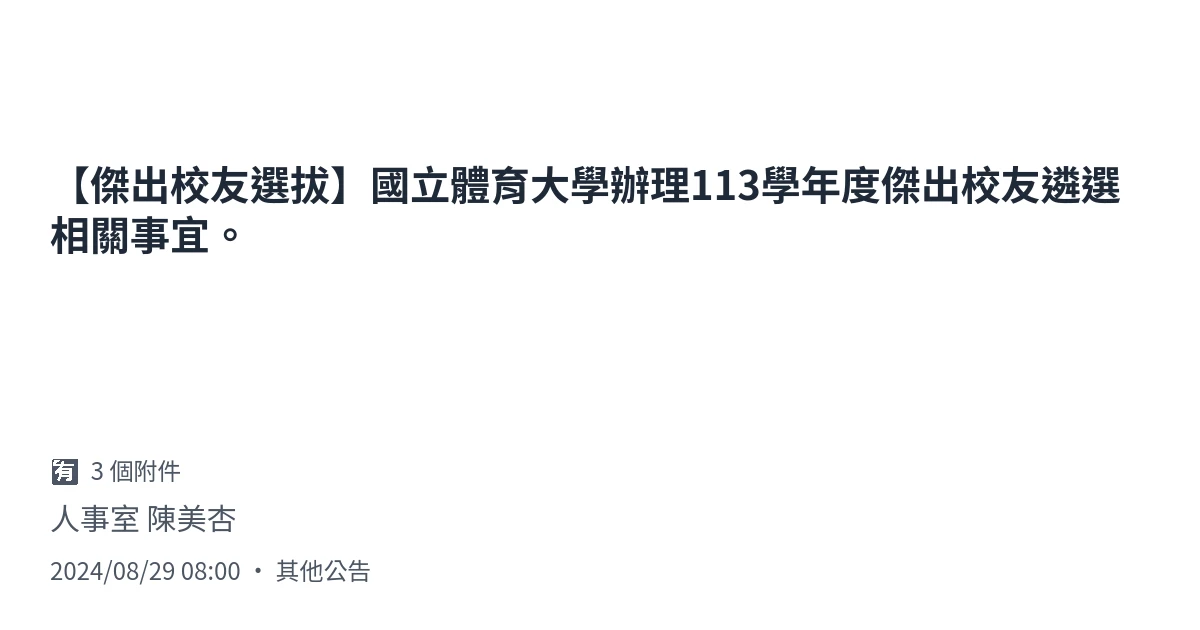 【傑出校友選拔】國立體育大學辦理113學年度傑出校友遴選
相關事宜。
有 3 個附件
人事室 陳美杏
2024/08/29 08:00 • 其他公告